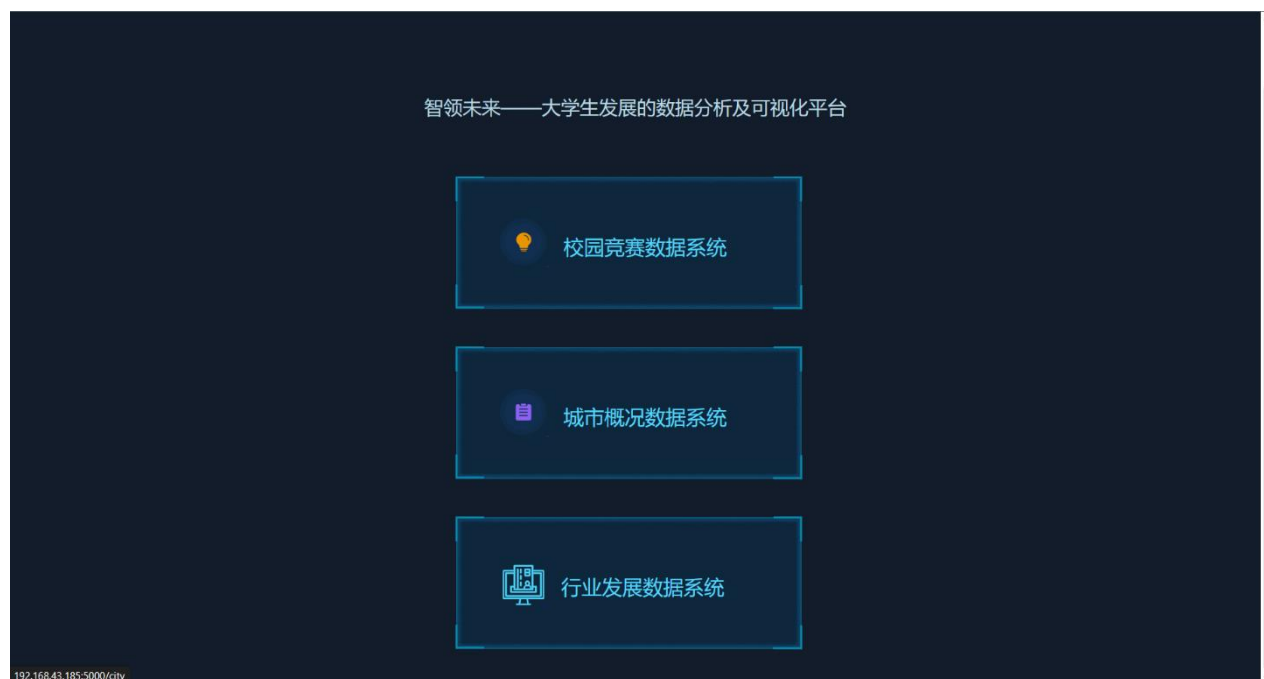 智领未来——大学生发展的数据分析及可视化平台
校园竞赛数据系统
城市概况数据系统
行业发展数据系统
192.168.43.185:5000/city